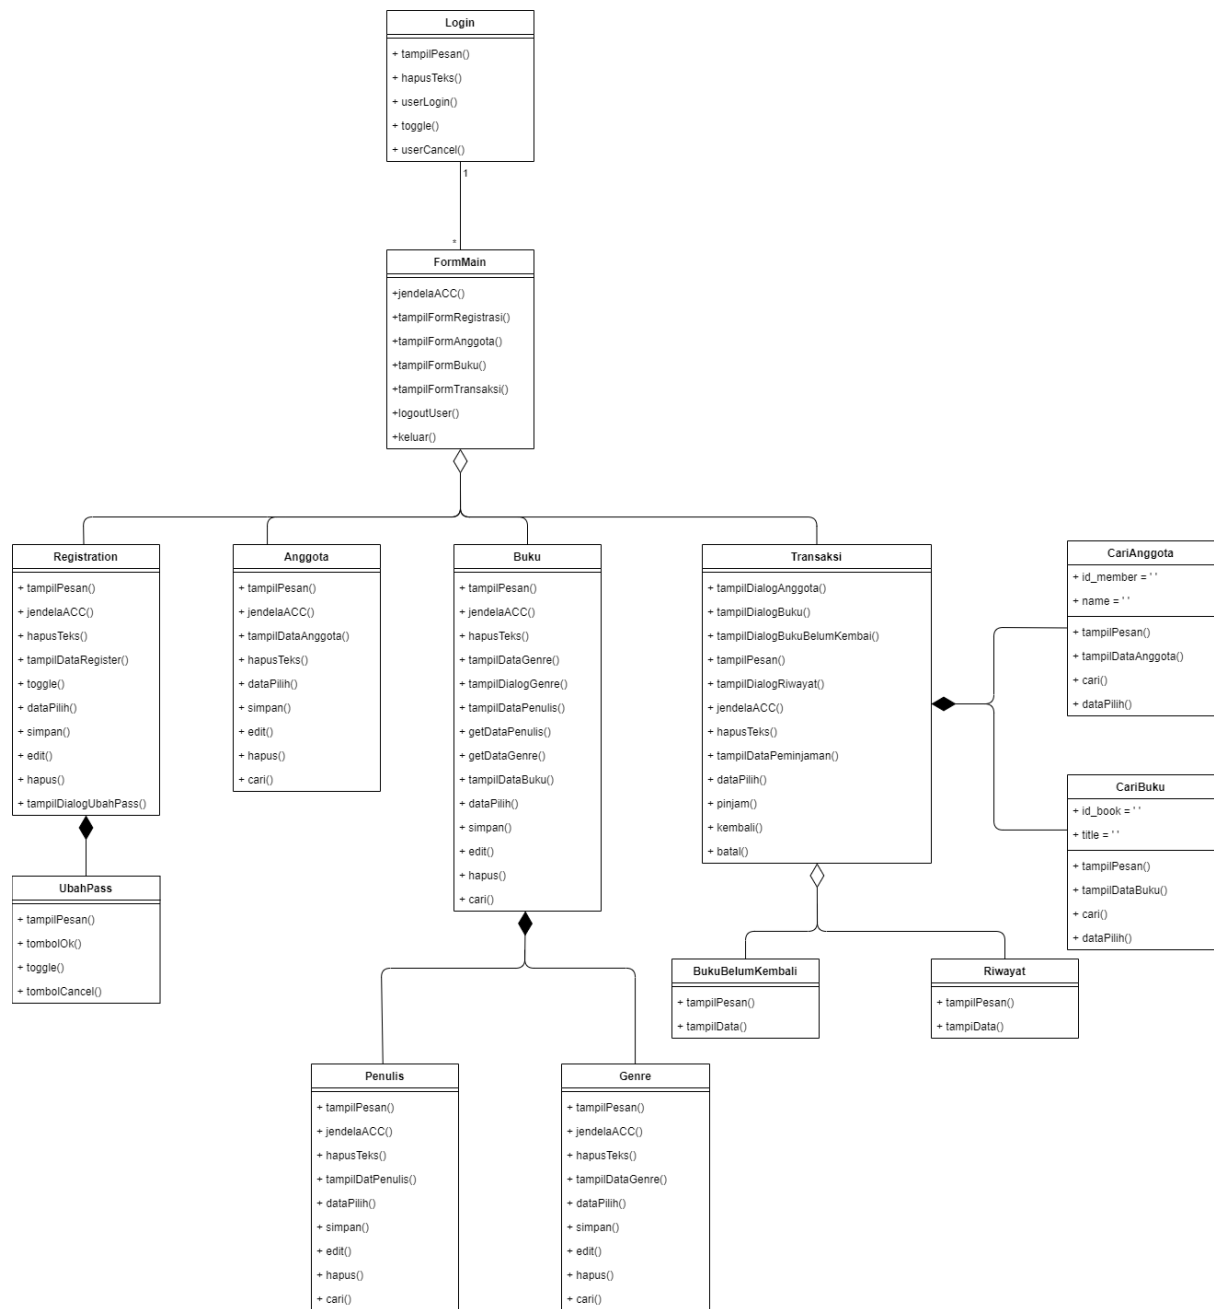 Login
+ tampilPesan()
+ hapusTeks()
+ userLogin()
+ toggle()
+ userCancel()
1
*
FormMain
+jendelaACC()
+tampilFormRegistrasi()
+tampilFormAnggota()
+tampilFormBuku()
+tampilFormTransaksi()
+logoutUser()
+keluar()
Registration
+ tampilPesan()
+ jendelaACC()
+ hapusTeks()
+ tampilDataRegister()
+ toggle()
+ dataPilih()
+ simpan()
+ edit()
+ hapus()
+ tampilDialogUbahPass()
Anggota
+ tampilPesan()
+ jendelaACC()
+ tampilDataAnggota()
+ hapusTeks()
+ dataPilih()
+ simpan()
+ edit()
+ hapus()
+ cari()
Buku
+ tampilPesan()
+ jendelaACC()
+ hapusTeks()
+ tampilDataGenre()
+ tampilDialogGenre()
+ tampilDataPenulis()
+ getDataPenulis()
+ getDataGenre()
+ tampilDataBuku()
+ dataPilih()
+ simpan()
+ edit()
+ hapus()
+ cari()
Transaksi
+ tampilDialogAnggota()
+ tampilDialogBuku()
+ tampilDialogBukuBelumKembai()
+ tampilPesan()
+ tampilDialogRiwayat()
+ jendelaACC()
+ hapusTeks()
+ tampilDataPeminjaman()
+ dataPilih()
+ pinjam()
+ kembali()
+ batal()
CariAnggota
+ id_member = ' '
+ name = ' '
+ tampilPesan()
+ tampilDataAnggota()
+ cari()
+ dataPilih()
CariBuku
+ id_book = ' '
+ title = ' '
+ tampilPesan()
+ tampilDataBuku()
+ cari()
+ dataPilih()
UbahPass
+ tampilPesan()
+ tombolOk()
+ toggle()
+ tombolCancel()
BukuBelumKembali
+ tampilPesan()
+ tampilData()
Riwayat
+ tampilPesan()
+ tampiData()
Penulis
+ tampilPesan()
+ jendelaACC()
+ hapusTeks()
+ tampilDatPenulis()
+ dataPilih()
+ simpan()
+ edit()
+ hapus()
+ cari()
Genre
+ tampilPesan()
+ jendelaACC()
+ hapusTeks()
+ tampilDataGenre()
+ dataPilih()
+ simpan()
+ edit()
+ hapus()
+ cari()